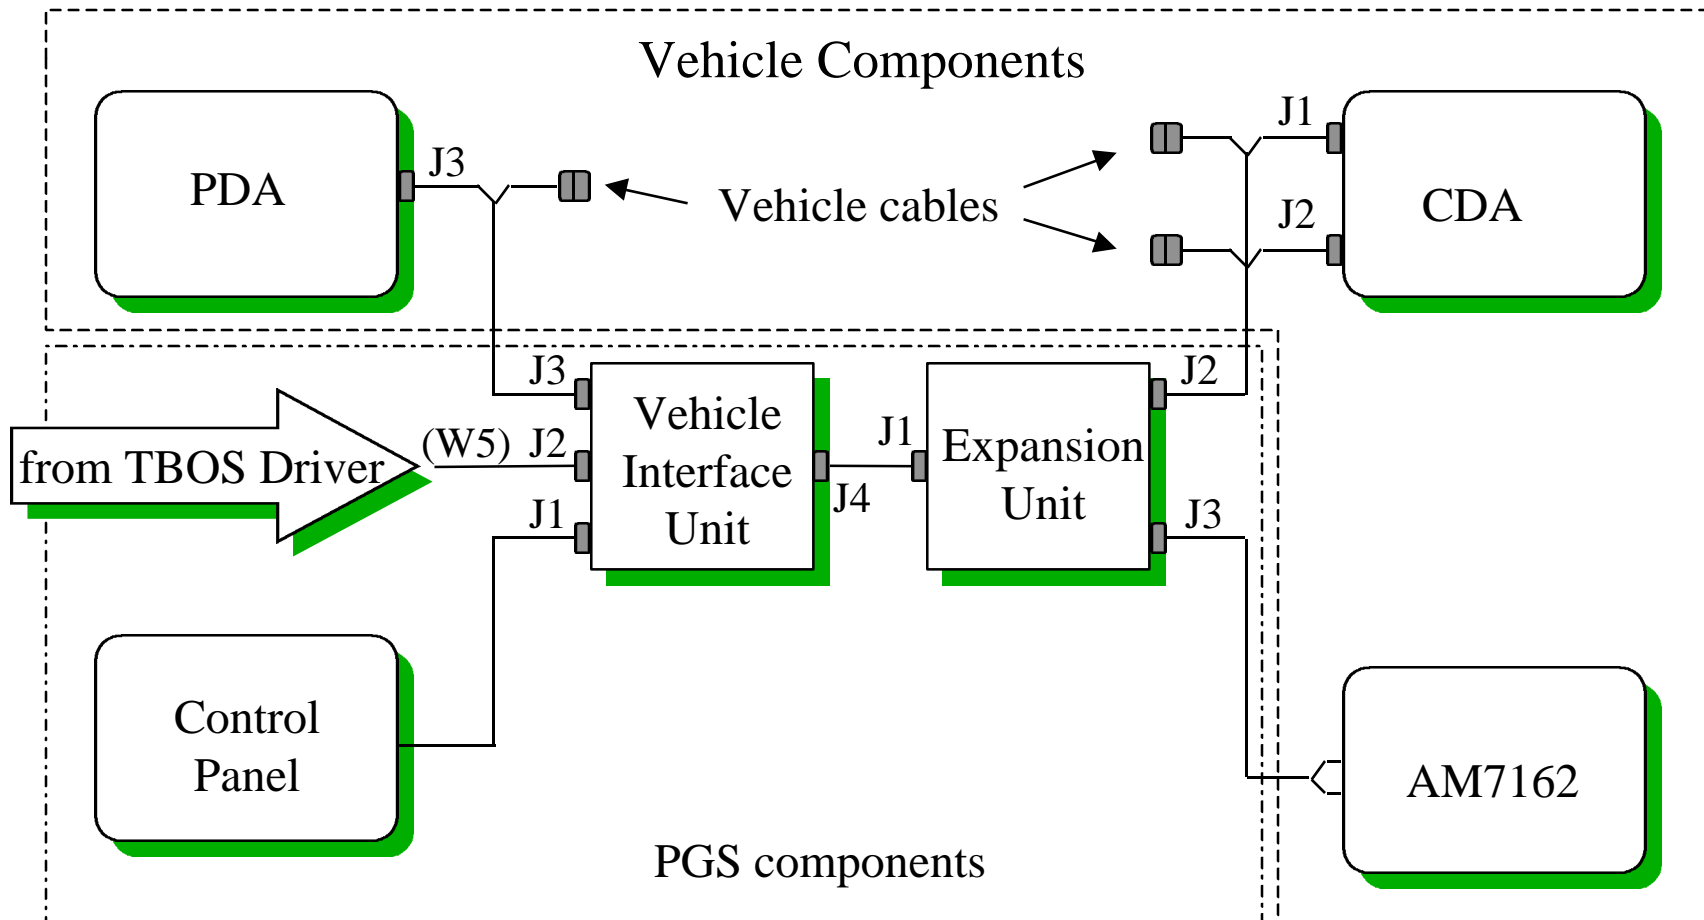 Vehicle Components
PDA
J3
Vehicle cables
J1
J2
CDA
from TBOS Driver
(W5)
J3
J2
J1
Vehicle
Interface
Unit
J4
J1
Expansion
Unit
J2
J3
Control
Panel
AM7162
PGS components